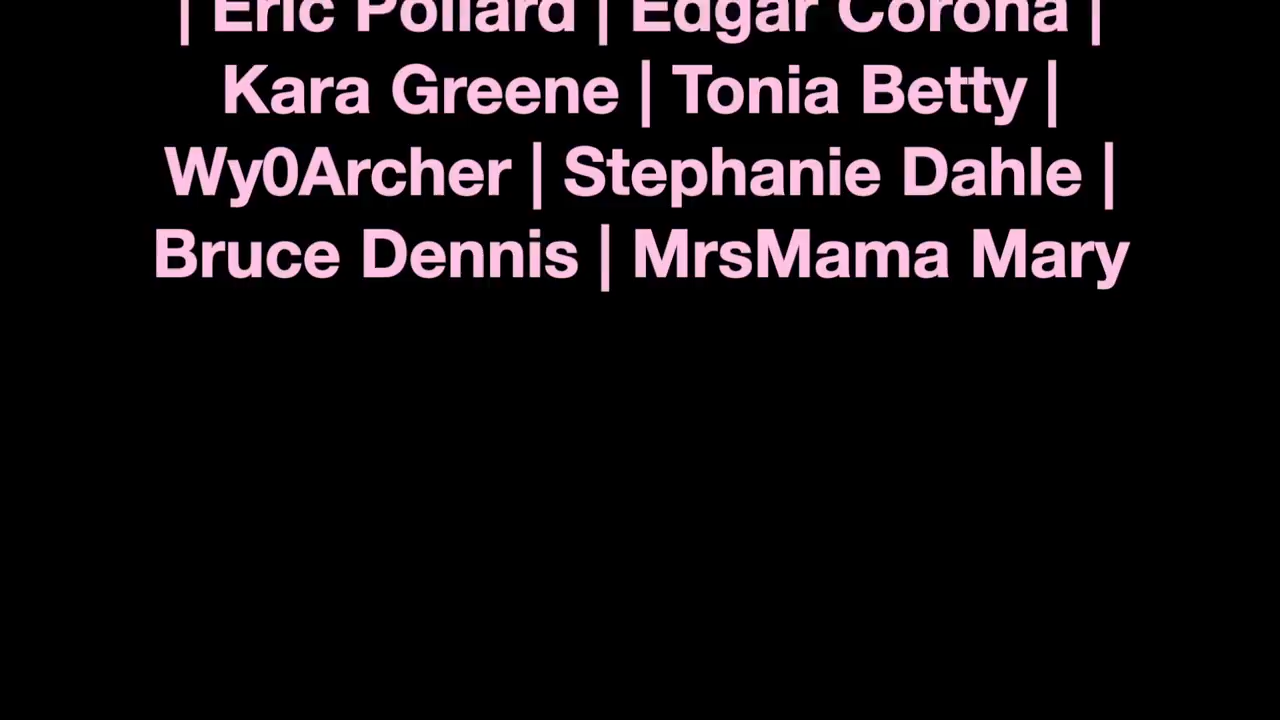 | Eric Pollard | Edgar Corona |
Kara Greene | Tonia Betty |
Wy0Archer | Stephanie Dahle |
Bruce Dennis | MrsMama Mary